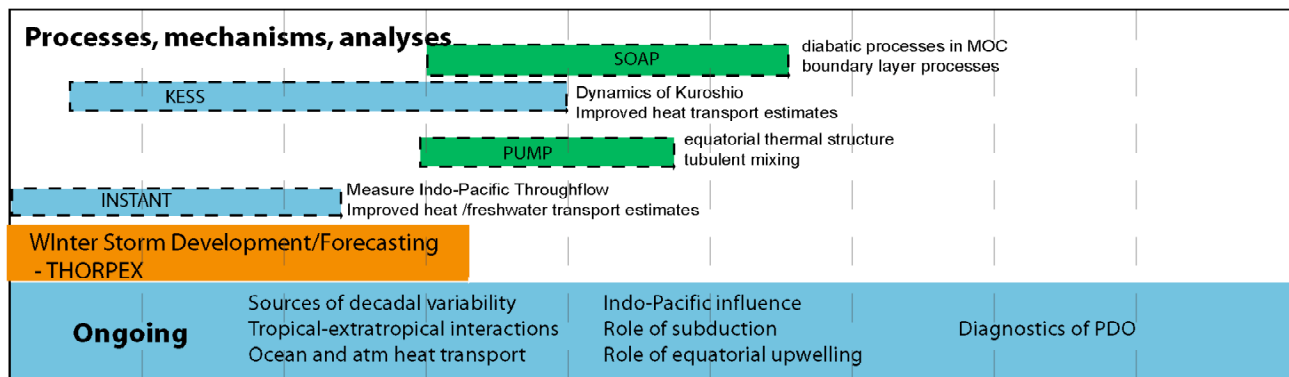 Processes, mechanisms, analyses
SOAP
diabatic processes in MOC
boundary layer processes
KESS
Dynamics of Kuroshio
Improved heat transport estimates
PUMP
equatorial thermal structure
tubulent mixing
INSTANT
Measure Indo-Pacific Throughflow
Improved heat /freshwater transport estimates
WInter Storm Development/Forecasting
- THORPEX
Ongoing
Sources of decadal variability
Tropical-extratropical interactions
Ocean and atm heat transport
Indo-Pacific influence
Role of subduction
Role of equatorial upwelling
Diagnostics of PDO